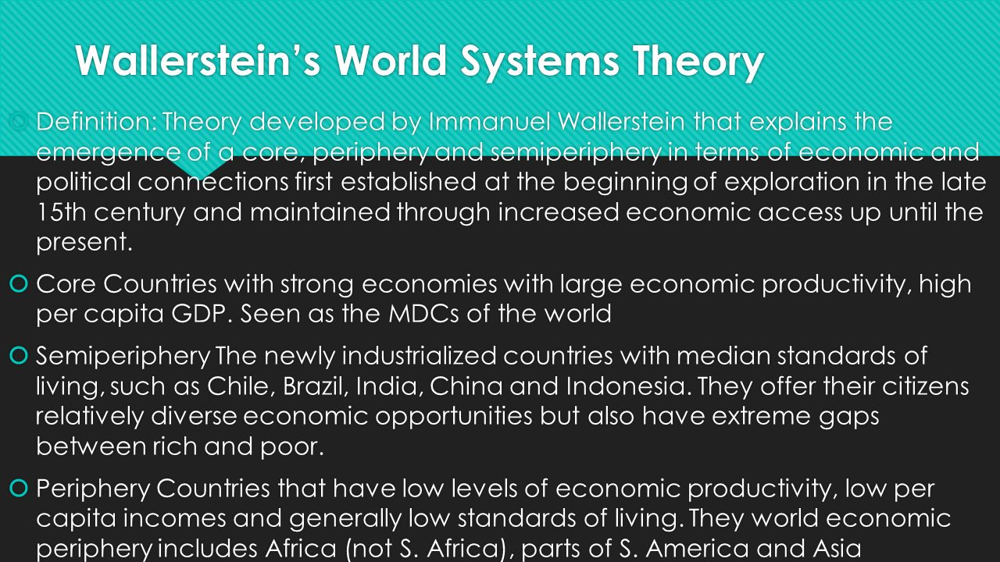 Wallerstein’s World Systems Theory
Definition: Theory developed by Immanuel Wallerstein that explains the
emergence of a core, periphery and semiperiphery in terms of economic and
political connections first established at the beginning of exploration in the late
15th century and maintained through increased economic access up until the
present.
Core Countries with strong economies with large economic productivity, high
per capita GDP. Seen as the MDCs of the world
Semiperiphery The newly industrialized countries with median standards of
living, such as Chile, Brazil, India, China and Indonesia. They offer their citizens
relatively diverse economic opportunities but also have extreme gaps
between rich and poor.
Periphery Countries that have low levels of economic productivity, low per
capita incomes and generally low standards of living. They world economic
periphery includes Africa (not S. Africa), parts of S. America and Asia